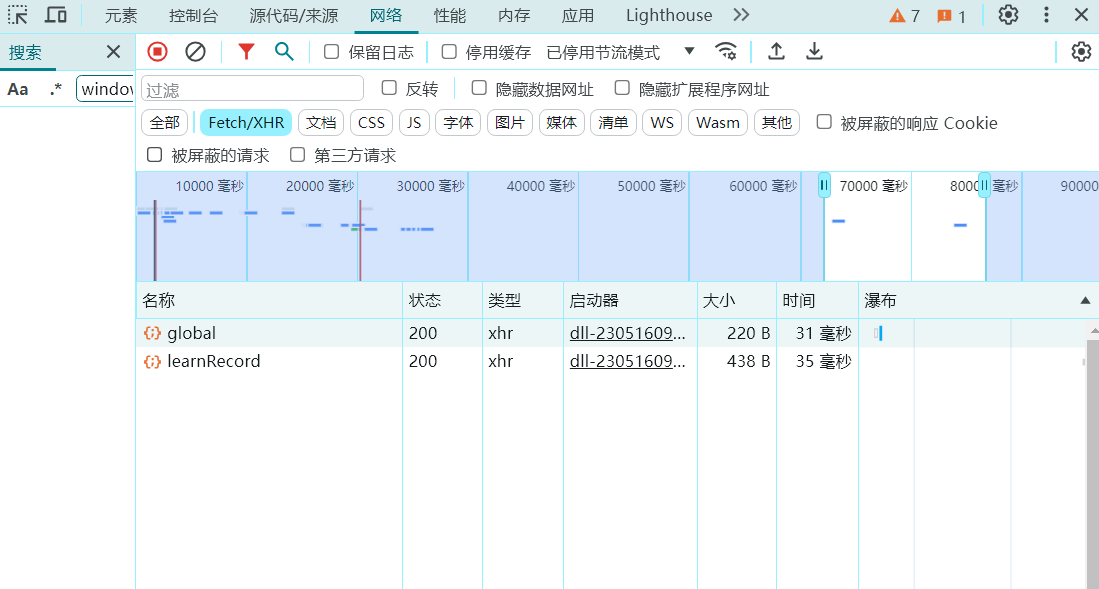 元素 控制台 源代码/来源 网络 性能 内存 应用 Lighthouse 7 1
搜索 保留日志 停用缓存 已停用节流模式
Aa .* window 过滤 反转 隐藏数据网址 隐藏扩展程序网址
全部 Fetch/XHR 文档 CSS JS 字体 图片 媒体 清单 WS Wasm 其他 被屏蔽的响应 Cookie
被屏蔽的请求 第三方请求
10000 毫秒 20000 毫秒 30000 毫秒 40000 毫秒 50000 毫秒 60000 毫秒 70000 毫秒 8000 毫秒 90000
名称 状态 类型 启动器 大小 时间 瀑布
global 200 xhr dll-23051609... 220 B 31 毫秒
learnRecord 200 xhr dll-23051609... 438 B 35 毫秒